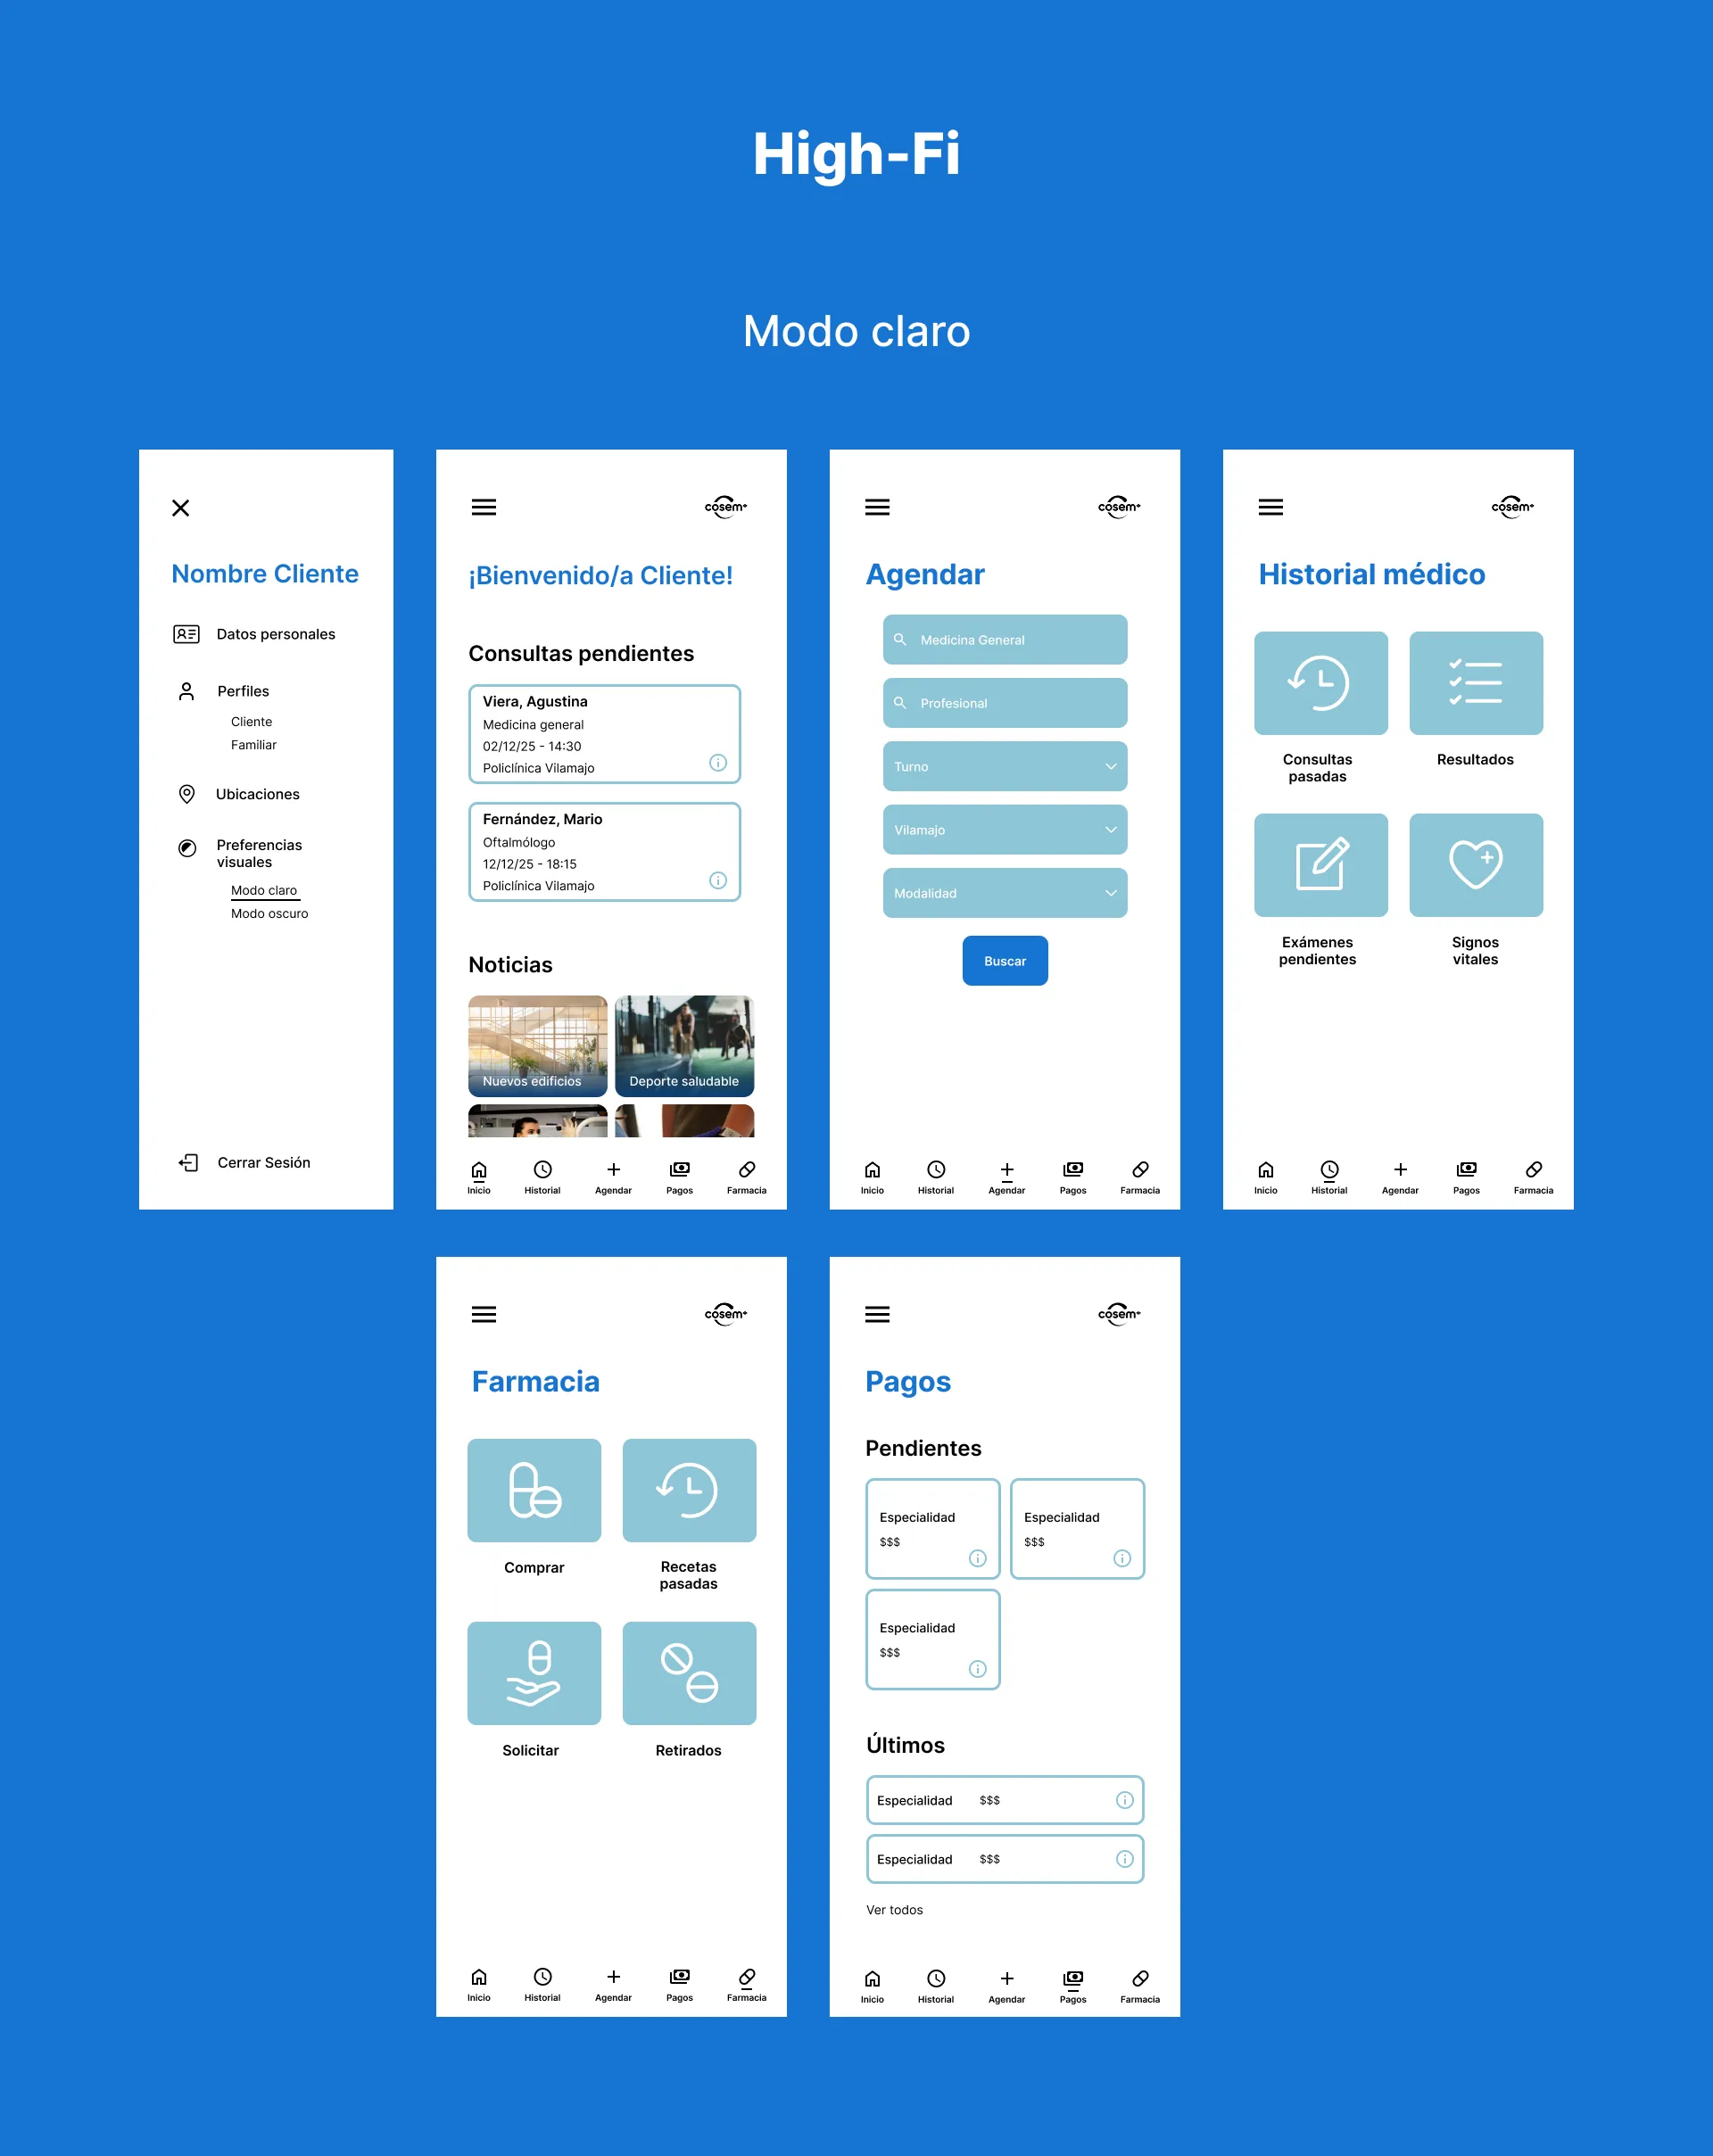 High-Fi
Modo claro
Nombre Cliente
Datos personales
Perfiles
Cliente
Familiar
Ubicaciones
Preferencias
visuales
Modo claro
Modo oscuro
Cerrar Sesión
cosem+
¡Bienvenido/a Cliente!
Consultas pendientes
Viera, Agustina
Medicina general
02/12/25 - 14:30
Policlínica Vilamajo
Fernández, Mario
Oftalmólogo
12/12/25 - 18:15
Policlínica Vilamajo
Noticias
Nuevos edificios
Deporte saludable
Inicio
Historial
Agendar
Pagos
Farmacia
cosem+
Agendar
Medicina General
Profesional
Turno
Vilamajo
Modalidad
Buscar
Inicio
Historial
Agendar
Pagos
Farmacia
cosem+
Historial médico
Consultas
pasadas
Resultados
Exámenes
pendientes
Signos
vitales
Inicio
Historial
Agendar
Pagos
Farmacia
cosem+
Farmacia
Comprar
Recetas
pasadas
Solicitar
Retirados
Inicio
Historial
Agendar
Pagos
Farmacia
cosem+
Pagos
Pendientes
Especialidad
$$$
Especialidad
$$$
Especialidad
$$$
Últimos
Especialidad $$$
Especialidad $$$
Ver todos
Inicio
Historial
Agendar
Pagos
Farmacia